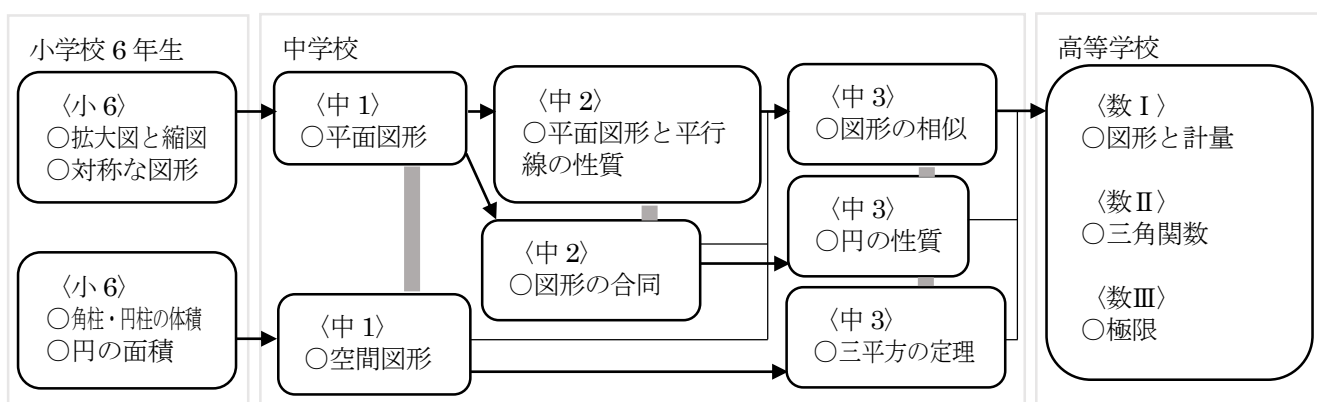 小学校 6 年生
〈小 6〉
○拡大図と縮図
○対称な図形
〈小 6〉
○角柱・円柱の体積
○円の面積
中学校
〈中 1〉
○平面図形
〈中 2〉
○平面図形と平行
線の性質
〈中 2〉
○図形の合同
〈中 1〉
○空間図形
〈中 3〉
○図形の相似
〈中 3〉
○円の性質
〈中 3〉
○三平方の定理
高等学校
〈数Ⅰ〉
○図形と計量
〈数Ⅱ〉
○三角関数
〈数Ⅲ〉
○極限